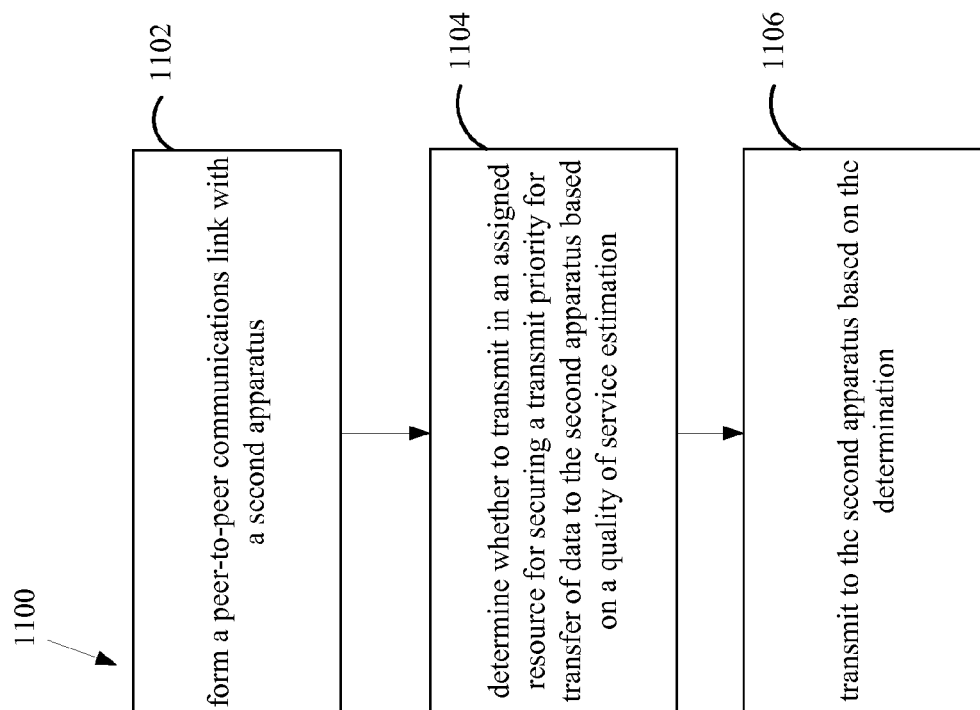 1100
1102
form a peer-to-peer communications link with
a second apparatus
1104
determine whether to transmit in an assigned
resource for securing a transmit priority for
transfer of data to the second apparatus based
on a quality of service estimation
1106
transmit to the second apparatus based on the
determination